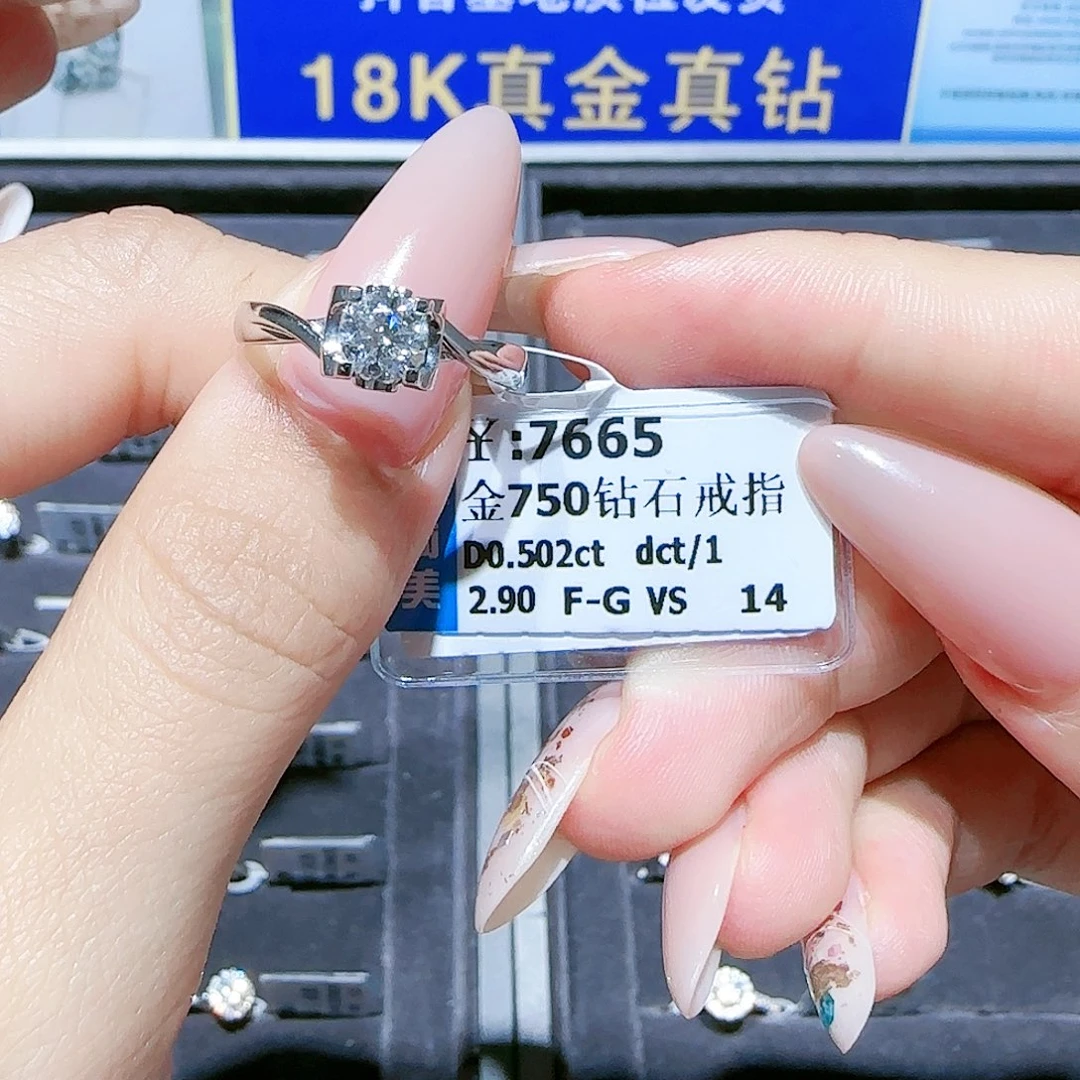 18K真金真钻
￥:7665
金750钻石戒指
D0.502ct dct/1
2.90 F-G VS 14
美